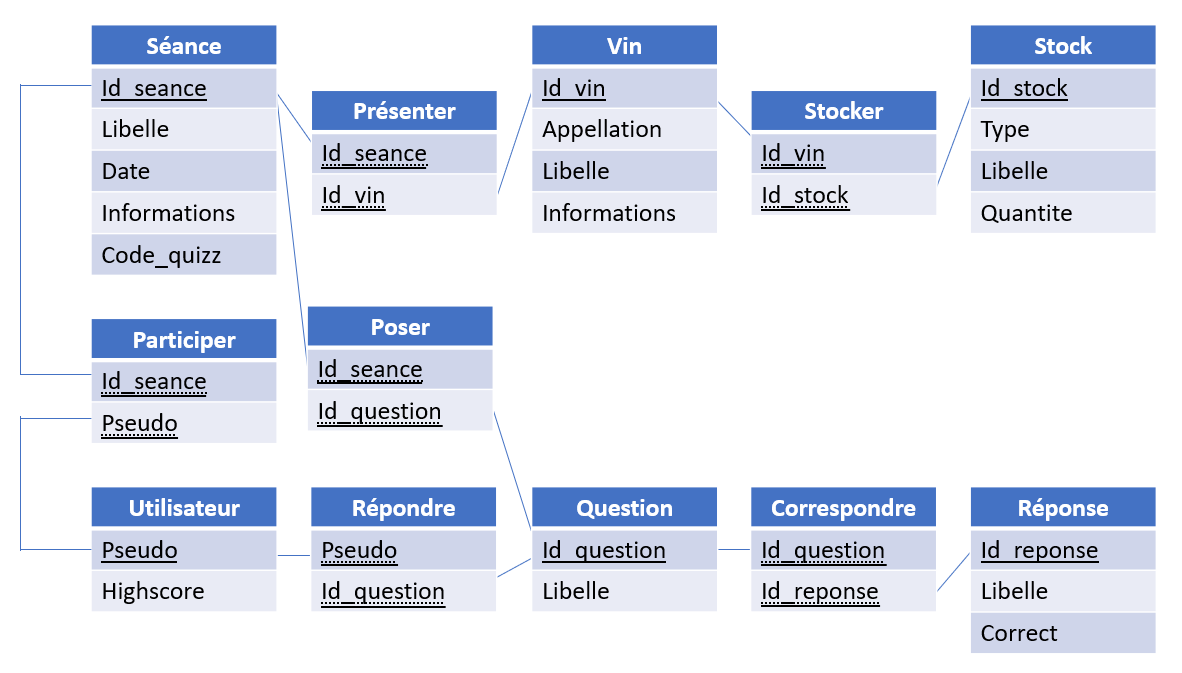 Séance
Id_seance
Libelle
Date
Informations
Code_quizz
Présenter
Id_seance
Id_vin
Vin
Id_vin
Appellation
Libelle
Informations
Stocker
Id_vin
Id_stock
Stock
Id_stock
Type
Libelle
Quantite
Participer
Id_seance
Pseudo
Poser
Id_seance
Id_question
Utilisateur
Pseudo
Highscore
Répondre
Pseudo
Id_question
Question
Id_question
Libelle
Correspondre
Id_question
Id_reponse
Réponse
Id_reponse
Libelle
Correct